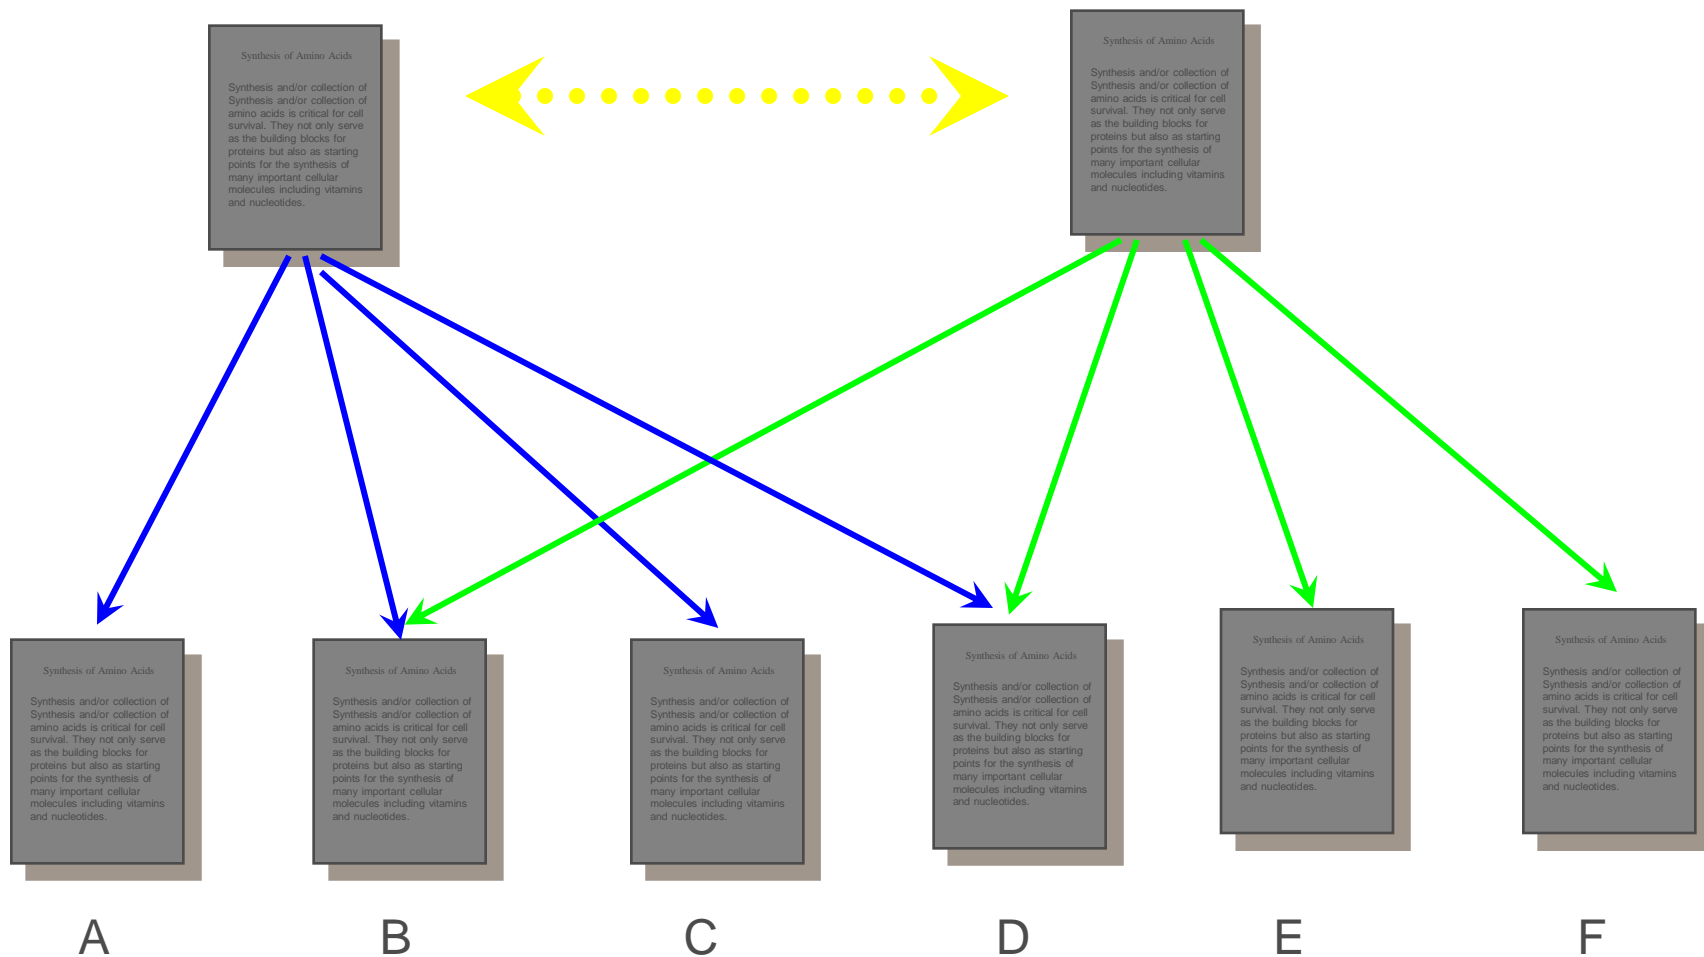 Synthesis of Amino Acids
Synthesis and/or collection of
Synthesis and/or collection of
amino acids is critical for cell
survival. They not only serve
as the building blocks for
proteins but also as starting
points for the synthesis of
many important cellular
molecules including vitamins
and nucleotides.
Synthesis of Amino Acids
Synthesis and/or collection of
Synthesis and/or collection of
amino acids is critical for cell
survival. They not only serve
as the building blocks for
proteins but also as starting
points for the synthesis of
many important cellular
molecules including vitamins
and nucleotides.
Synthesis of Amino Acids
Synthesis and/or collection of
Synthesis and/or collection of
amino acids is critical for cell
survival. They not only serve
as the building blocks for
proteins but also as starting
points for the synthesis of
many important cellular
molecules including vitamins
and nucleotides.
Synthesis of Amino Acids
Synthesis and/or collection of
Synthesis and/or collection of
amino acids is critical for cell
survival. They not only serve
as the building blocks for
proteins but also as starting
points for the synthesis of
many important cellular
molecules including vitamins
and nucleotides.
Synthesis of Amino Acids
Synthesis and/or collection of
Synthesis and/or collection of
amino acids is critical for cell
survival. They not only serve
as the building blocks for
proteins but also as starting
points for the synthesis of
many important cellular
molecules including vitamins
and nucleotides.
Synthesis of Amino Acids
Synthesis and/or collection of
Synthesis and/or collection of
amino acids is critical for cell
survival. They not only serve
as the building blocks for
proteins but also as starting
points for the synthesis of
many important cellular
molecules including vitamins
and nucleotides.
Synthesis of Amino Acids
Synthesis and/or collection of
Synthesis and/or collection of
amino acids is critical for cell
survival. They not only serve
as the building blocks for
proteins but also as starting
points for the synthesis of
many important cellular
molecules including vitamins
and nucleotides.
Synthesis of Amino Acids
Synthesis and/or collection of
Synthesis and/or collection of
amino acids is critical for cell
survival. They not only serve
as the building blocks for
proteins but also as starting
points for the synthesis of
many important cellular
molecules including vitamins
and nucleotides.
A B C D E F